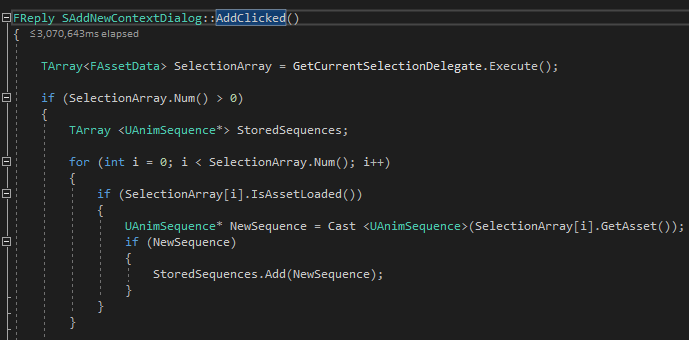 FReply SAddNewContextDialog::AddClicked()
{ ≤3,070,643ms elapsed
TArray<FAssetData> SelectionArray = GetCurrentSelectionDelegate.Execute();
if (SelectionArray.Num() > 0)
{
TArray <UAnimSequence*> StoredSequences;
for (int i = 0; i < SelectionArray.Num(); i++)
{
if (SelectionArray[i].IsAssetLoaded())
{
UAnimSequence* NewSequence = Cast <UAnimSequence>(SelectionArray[i].GetAsset());
if (NewSequence)
{
StoredSequences.Add(NewSequence);
}
}
}